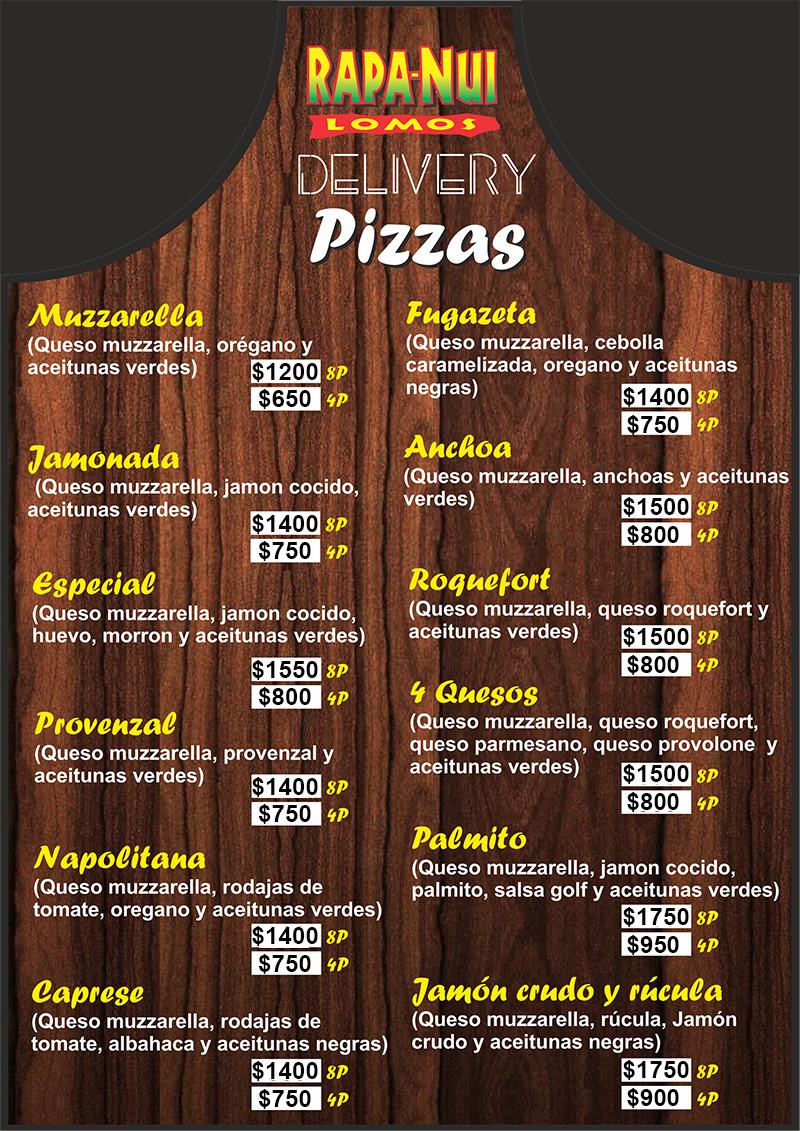 RAPA-NUI
LOMOS
DELIVERY
Pizzas
Muzzarella
(Queso muzzarella, orégano y
aceitunas verdes)
$1200 8P
$650 4P
Jamonada
(Queso muzzarella, jamon cocido,
aceitunas verdes)
$1400 8P
$750 4P
Especial
(Queso muzzarella, jamon cocido,
huevo, morron y aceitunas verdes)
$1550 8P
$800 4P
Provenzal
(Queso muzzarella, provenzal y
aceitunas verdes)
$1400 8P
$750 4P
Napolitana
(Queso muzzarella, rodajas de
tomate, oregano y aceitunas verdes)
$1400 8P
$750 4P
Caprese
(Queso muzzarella, rodajas de
tomate, albahaca y aceitunas negras)
$1400 8P
$750 4P
Fugazeta
(Queso muzzarella, cebolla
caramelizada, oregano y aceitunas
negras)
$1400 8P
$750 4P
Anchoa
(Queso muzzarella, anchoas y aceitunas
verdes)
$1500 8P
$800 4P
Roquefort
(Queso muzzarella, queso roquefort y
aceitunas verdes)
$1500 8P
$800 4P
4 Quesos
(Queso muzzarella, queso roquefort,
queso parmesano, queso provolone y
aceitunas verdes)
$1500 8P
$800 4P
Palmito
(Queso muzzarella, jamon cocido,
palmito, salsa golf y aceitunas verdes)
$1750 8P
$950 4P
Jamón crudo y rúcula
(Queso muzzarella, rúcula, Jamón
crudo y aceitunas negras)
$1750 8P
$900 4P